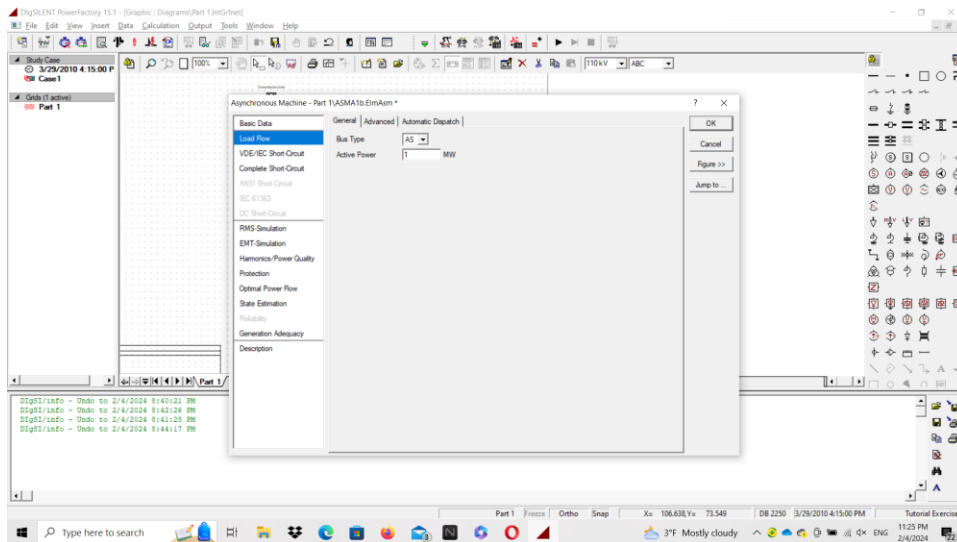 DIgSILENT PowerFactory 15.1 - [Graphic : Diagrams\Part 1.IntGrfnet]
File Edit View Insert Data Calculation Output Tools Window Help
100%
110 kV
ABC
Study Case
3/29/2010 4:15:00 P
Case1
Grids (1 active)
Part 1
Asynchronous Machine - Part 1\ASMA1b.ElmAsm *
? X
Basic Data
Load Flow
VDE/IEC Short-Circuit
Complete Short-Circuit
ANSI Short-Circuit
IEC 61363
DC Short-Circuit
RMS-Simulation
EMT-Simulation
Harmonics/Power Quality
Protection
Optimal Power Flow
State Estimation
Reliability
Generation Adequacy
Description
General Advanced Automatic Dispatch
Bus Type AS
Active Power 1 MW
OK
Cancel
Figure >>
Jump to ...
Part 1
DIgSI/info - Undo to 2/4/2024 8:40:21 PM
DIgSI/info - Undo to 2/4/2024 8:42:26 PM
DIgSI/info - Undo to 2/4/2024 8:41:28 PM
DIgSI/info - Undo to 2/4/2024 8:44:17 PM
Part 1 Freeze Ortho Snap X= 106.638,Y= 73.549 DB 2250 3/29/2010 4:15:00 PM Tutorial Exercise
Type here to search
3°F Mostly cloudy
ENG
11:25 PM
2/4/2024